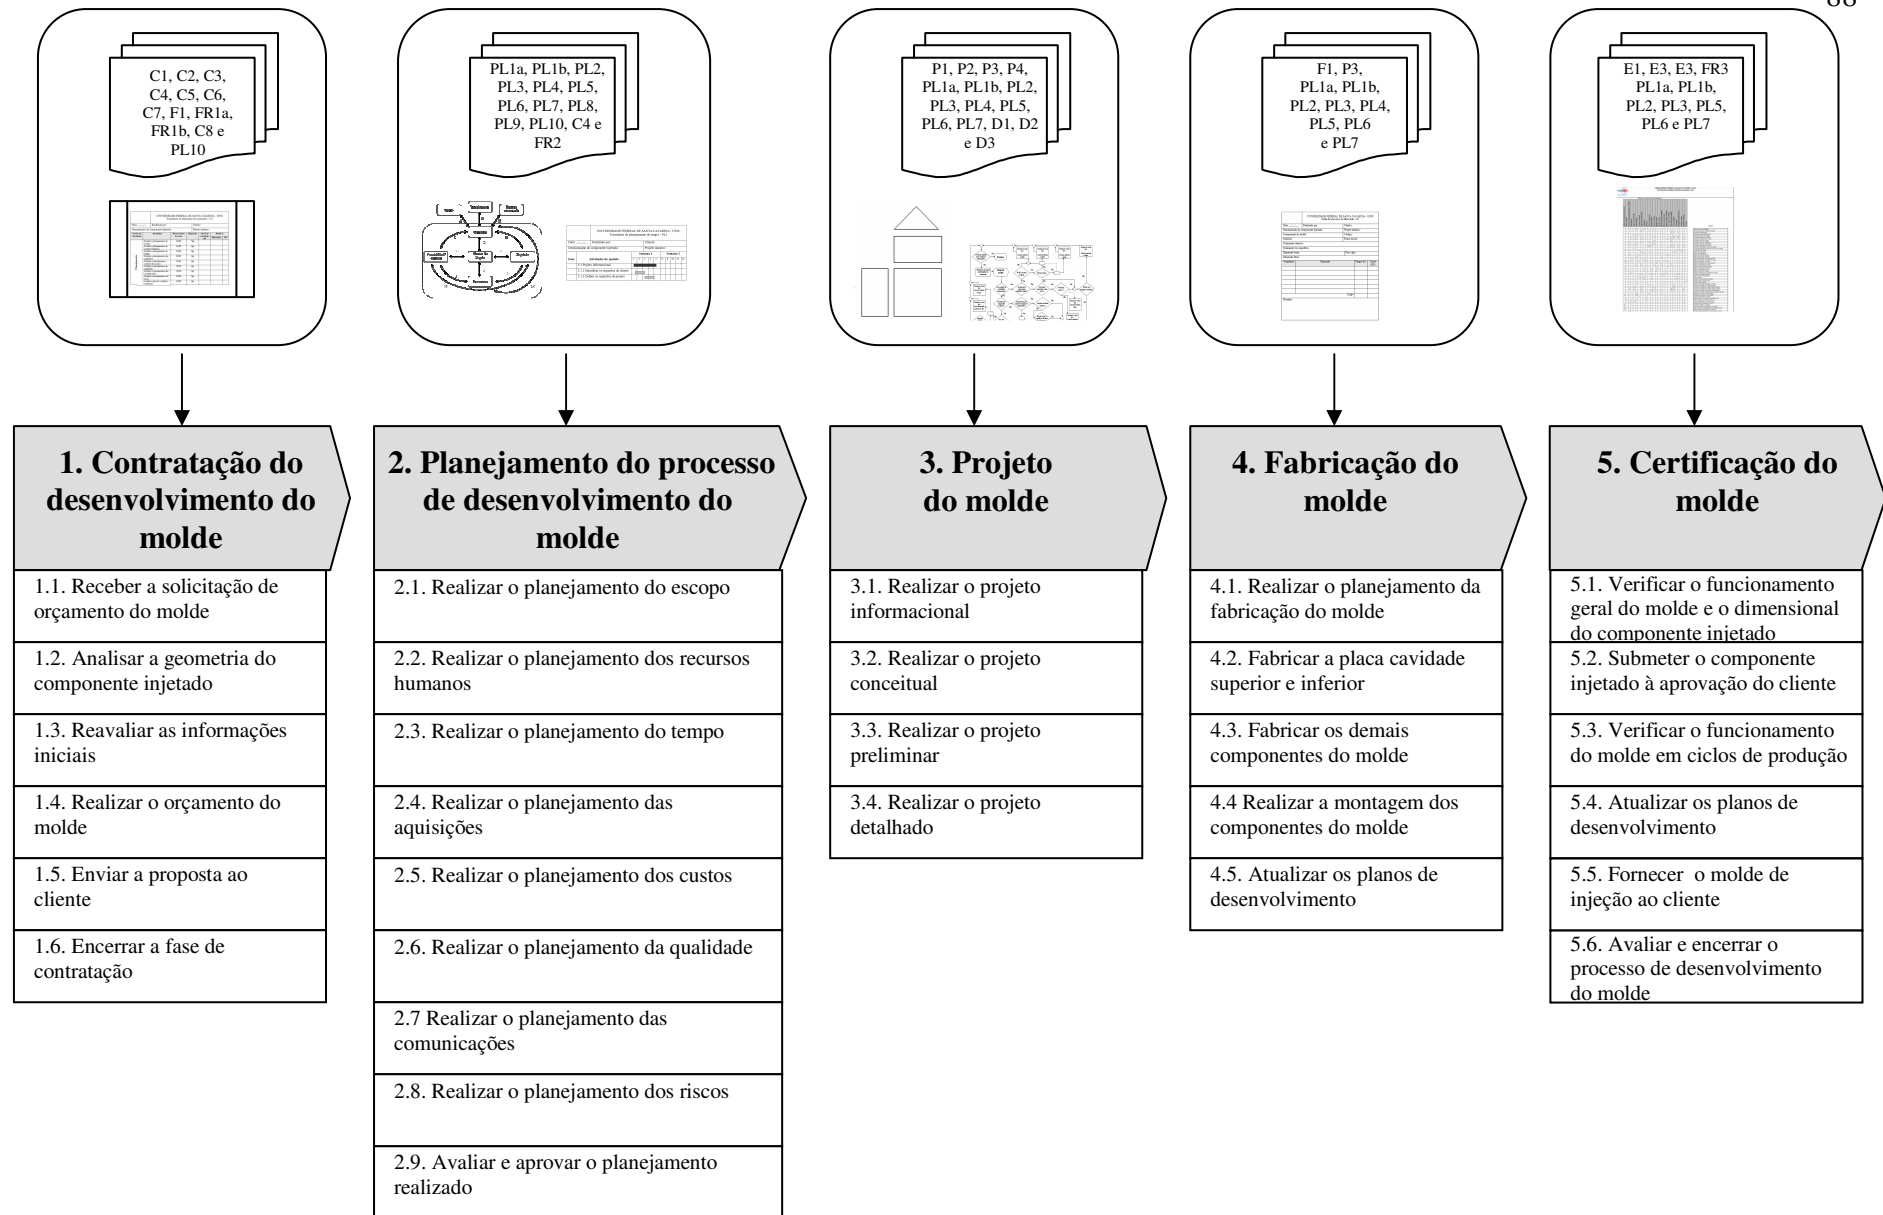 C1, C2, C3,
C4, C5, C6,
C7, F1, FR1a,
FR1b, C8 e
PL10
PL1a, PL1b, PL2,
PL3, PL4, PL5,
PL6, PL7, PL8,
PL9, PL10, C4 e
FR2
P1, P2, P3, P4,
PL1a, PL1b, PL2,
PL3, PL4, PL5,
PL6, PL7, D1, D2
e D3
F1, P3,
PL1a, PL1b,
PL2, PL3, PL4,
PL5, PL6
e PL7
E1, E3, E3, FR3
PL1a, PL1b,
PL2, PL3, PL5,
PL6 e PL7
1. Contratação do
desenvolvimento do
molde
1.1. Receber a solicitação de
orçamento do molde
1.2. Analisar a geometria do
componente injetado
1.3. Reavaliar as informações
iniciais
1.4. Realizar o orçamento do
molde
1.5. Enviar a proposta ao
cliente
1.6. Encerrar a fase de
contratação
2. Planejamento do processo
de desenvolvimento do
molde
2.1. Realizar o planejamento do escopo
2.2. Realizar o planejamento dos recursos
humanos
2.3. Realizar o planejamento do tempo
2.4. Realizar o planejamento das
aquisições
2.5. Realizar o planejamento dos custos
2.6. Realizar o planejamento da qualidade
2.7 Realizar o planejamento das
comunicações
2.8. Realizar o planejamento dos riscos
2.9. Avaliar e aprovar o planejamento
realizado
3. Projeto
do molde
3.1. Realizar o projeto
informacional
3.2. Realizar o projeto
conceitual
3.3. Realizar o projeto
preliminar
3.4. Realizar o projeto
detalhado
4. Fabricação do
molde
4.1. Realizar o planejamento da
fabricação do molde
4.2. Fabricar a placa cavidade
superior e inferior
4.3. Fabricar os demais
componentes do molde
4.4 Realizar a montagem dos
componentes do molde
4.5. Atualizar os planos de
desenvolvimento
5. Certificação do
molde
5.1. Verificar o funcionamento
geral do molde e o dimensional
do componente injetado
5.2. Submeter o componente
injetado à aprovação do cliente
5.3. Verificar o funcionamento
do molde em ciclos de produção
5.4. Atualizar os planos de
desenvolvimento
5.5. Fornecer o molde de
injeção ao cliente
5.6. Avaliar e encerrar o
processo de desenvolvimento
do molde